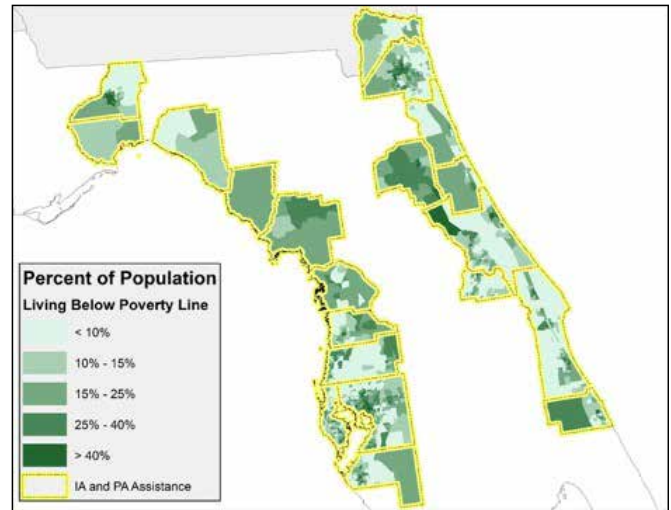 Percent of Population
Living Below Poverty Line
< 10%
10% - 15%
15% - 25%
25% - 40%
> 40%
IA and PA Assistance